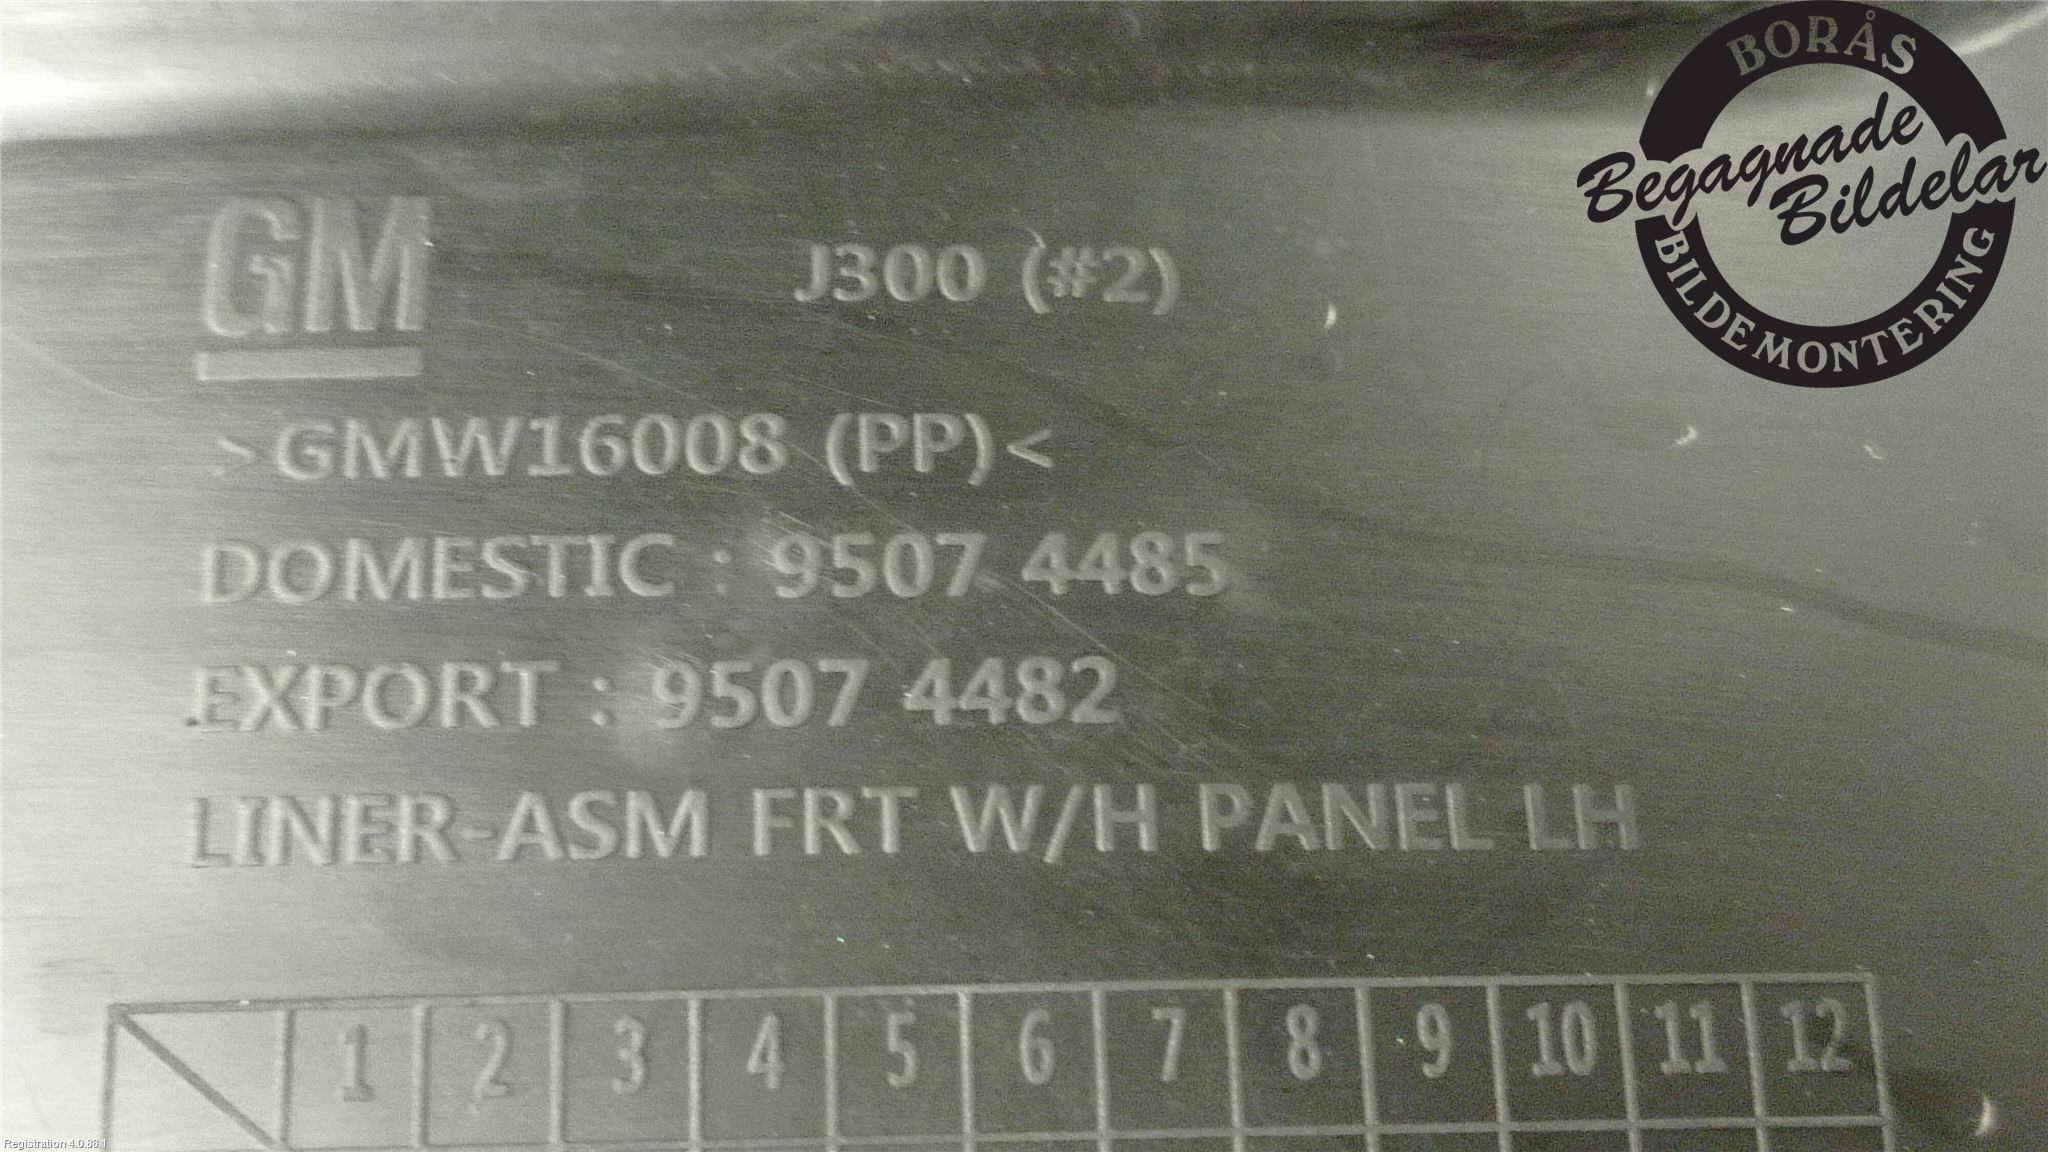 BORÅS
Begagnade
Bildelar
BILDEMONTERING
GM
J300 (#2)
>GMW16008 (PP)<
DOMESTIC : 9507 4485
EXPORT : 9507 4482
LINER-ASM FRT W/H PANEL LH
1 2 3 4 5 6 7 8 9 10 11 12
Registration 4.0.88.1